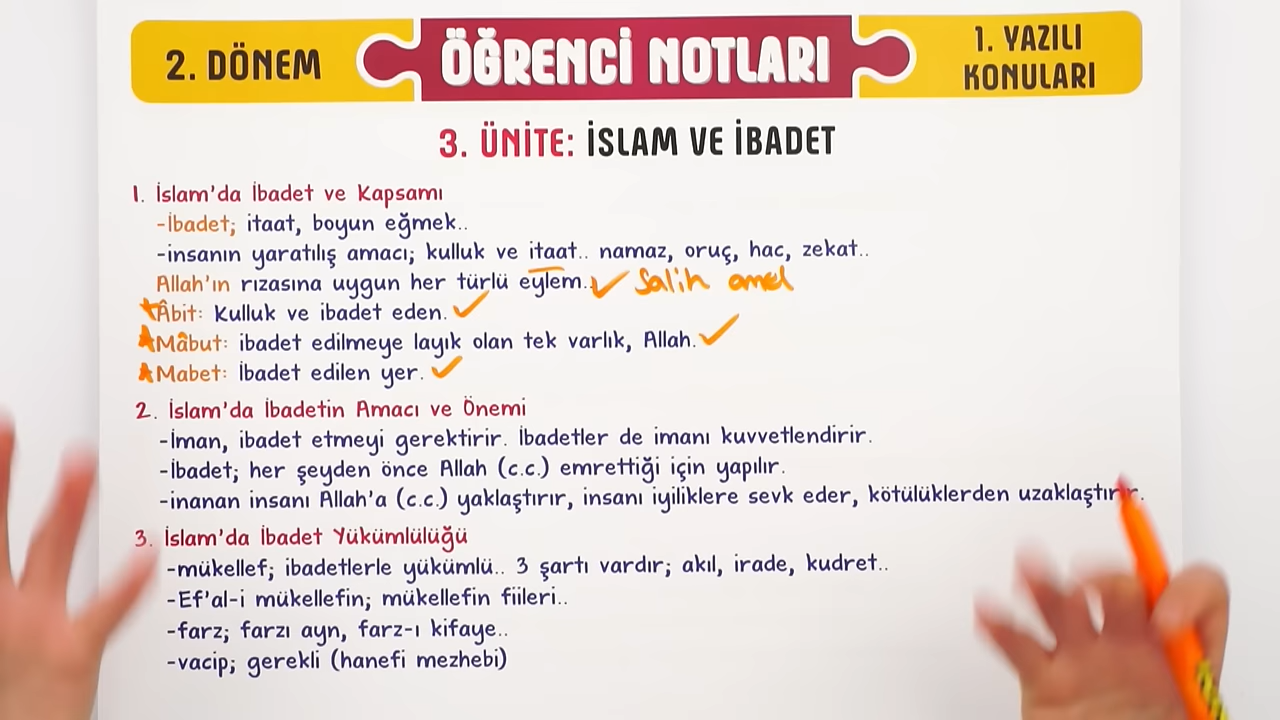 2. DÖNEM
ÖĞRENCİ NOTLARI
1. YAZILI
KONULARI
3. ÜNİTE: İSLAM VE İBADET
1. İslam'da İbadet ve Kapsamı
-İbadet; itaat, boyun eğmek..
-insanın yaratılış amacı; kulluk ve itaat.. namaz, oruç, hac, zekat..
Allah'ın rızasına uygun her türlü eylem. Salih amel
Âbit: Kulluk ve ibadet eden.
Mâbut: ibadet edilmeye layık olan tek varlık, Allah.
Mabet: İbadet edilen yer.
2. İslam'da İbadetin Amacı ve Önemi
-İman, ibadet etmeyi gerektirir. İbadetler de imanı kuvvetlendirir.
-İbadet; her şeyden önce Allah (c.c.) emrettiği için yapılır.
-inanan insanı Allah'a (c.c.) yaklaştırır, insanı iyiliklere sevk eder, kötülüklerden uzaklaştırır.
3. İslam'da İbadet Yükümlülüğü
-mükellef; ibadetlerle yükümlü.. 3 şartı vardır; akıl, irade, kudret..
-Ef'al-i mükellefin; mükellefin fiileri..
-farz; farzı ayn, farz-ı kifaye..
-vacip; gerekli (hanefi mezhebi)